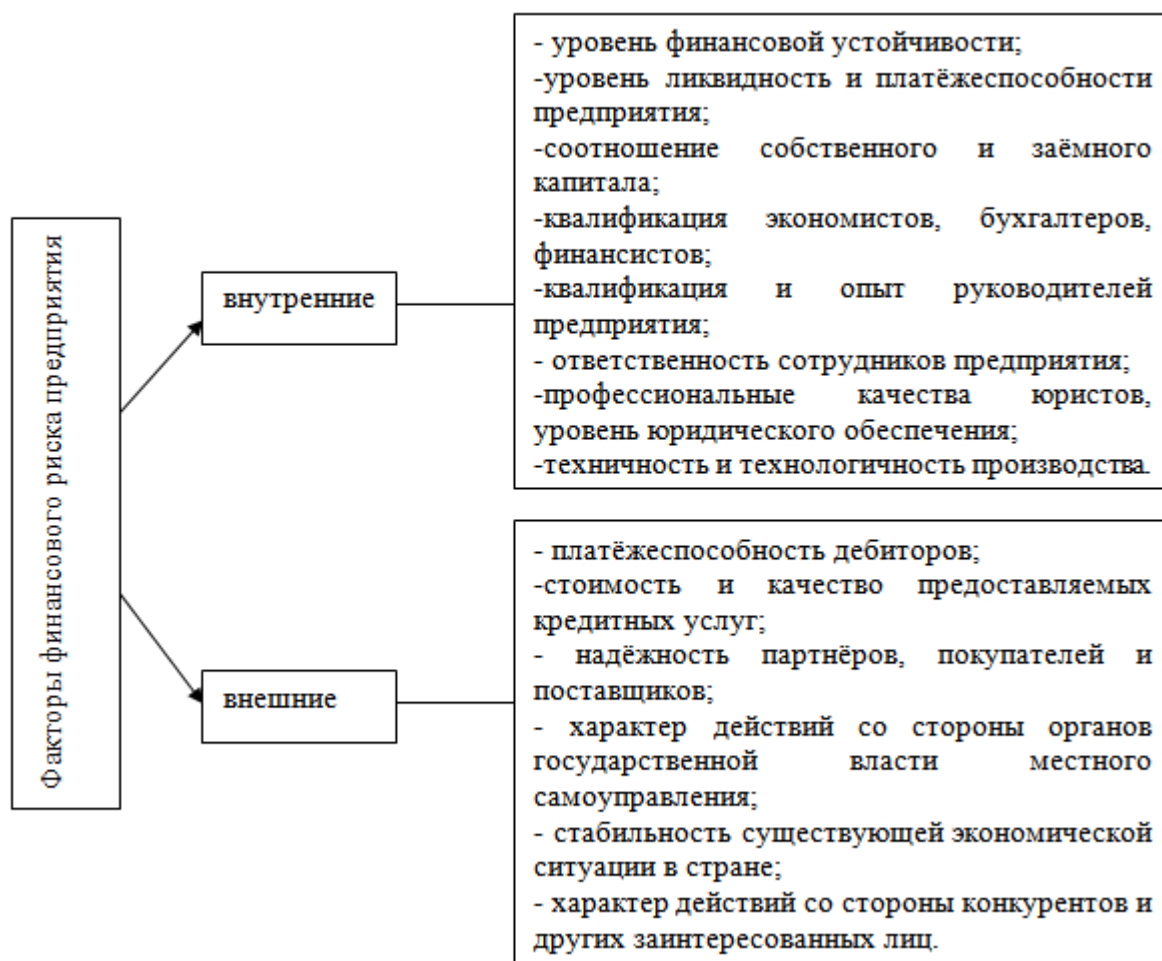 Факторы финансового риска предприятия
внутренние
- уровень финансовой устойчивости;
-уровень ликвидность и платёжеспособности
предприятия;
-соотношение собственного и заёмного
капитала;
-квалификация экономистов, бухгалтеров,
финансистов;
-квалификация и опыт руководителей
предприятия;
- ответственность сотрудников предприятия;
-профессиональные качества юристов,
уровень юридического обеспечения;
-техничность и технологичность производства.
внешние
- платёжеспособность дебиторов;
-стоимость и качество предоставляемых
кредитных услуг;
- надёжность партнёров, покупателей и
поставщиков;
- характер действий со стороны органов
государственной власти местного
самоуправления;
- стабильность существующей экономической
ситуации в стране;
- характер действий со стороны конкурентов и
других заинтересованных лиц.